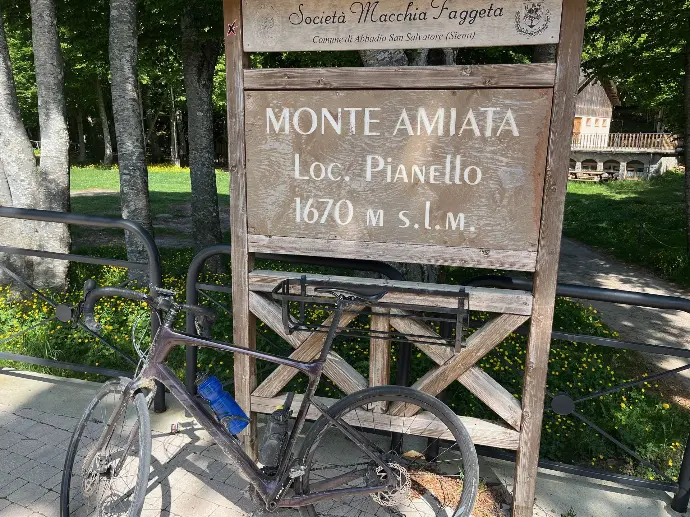 Società Macchia Faggeta
Comune di Abbadia San Salvatore (Siena)
MONTE AMIATA
Loc. Pianello
1670 m s.l.m.